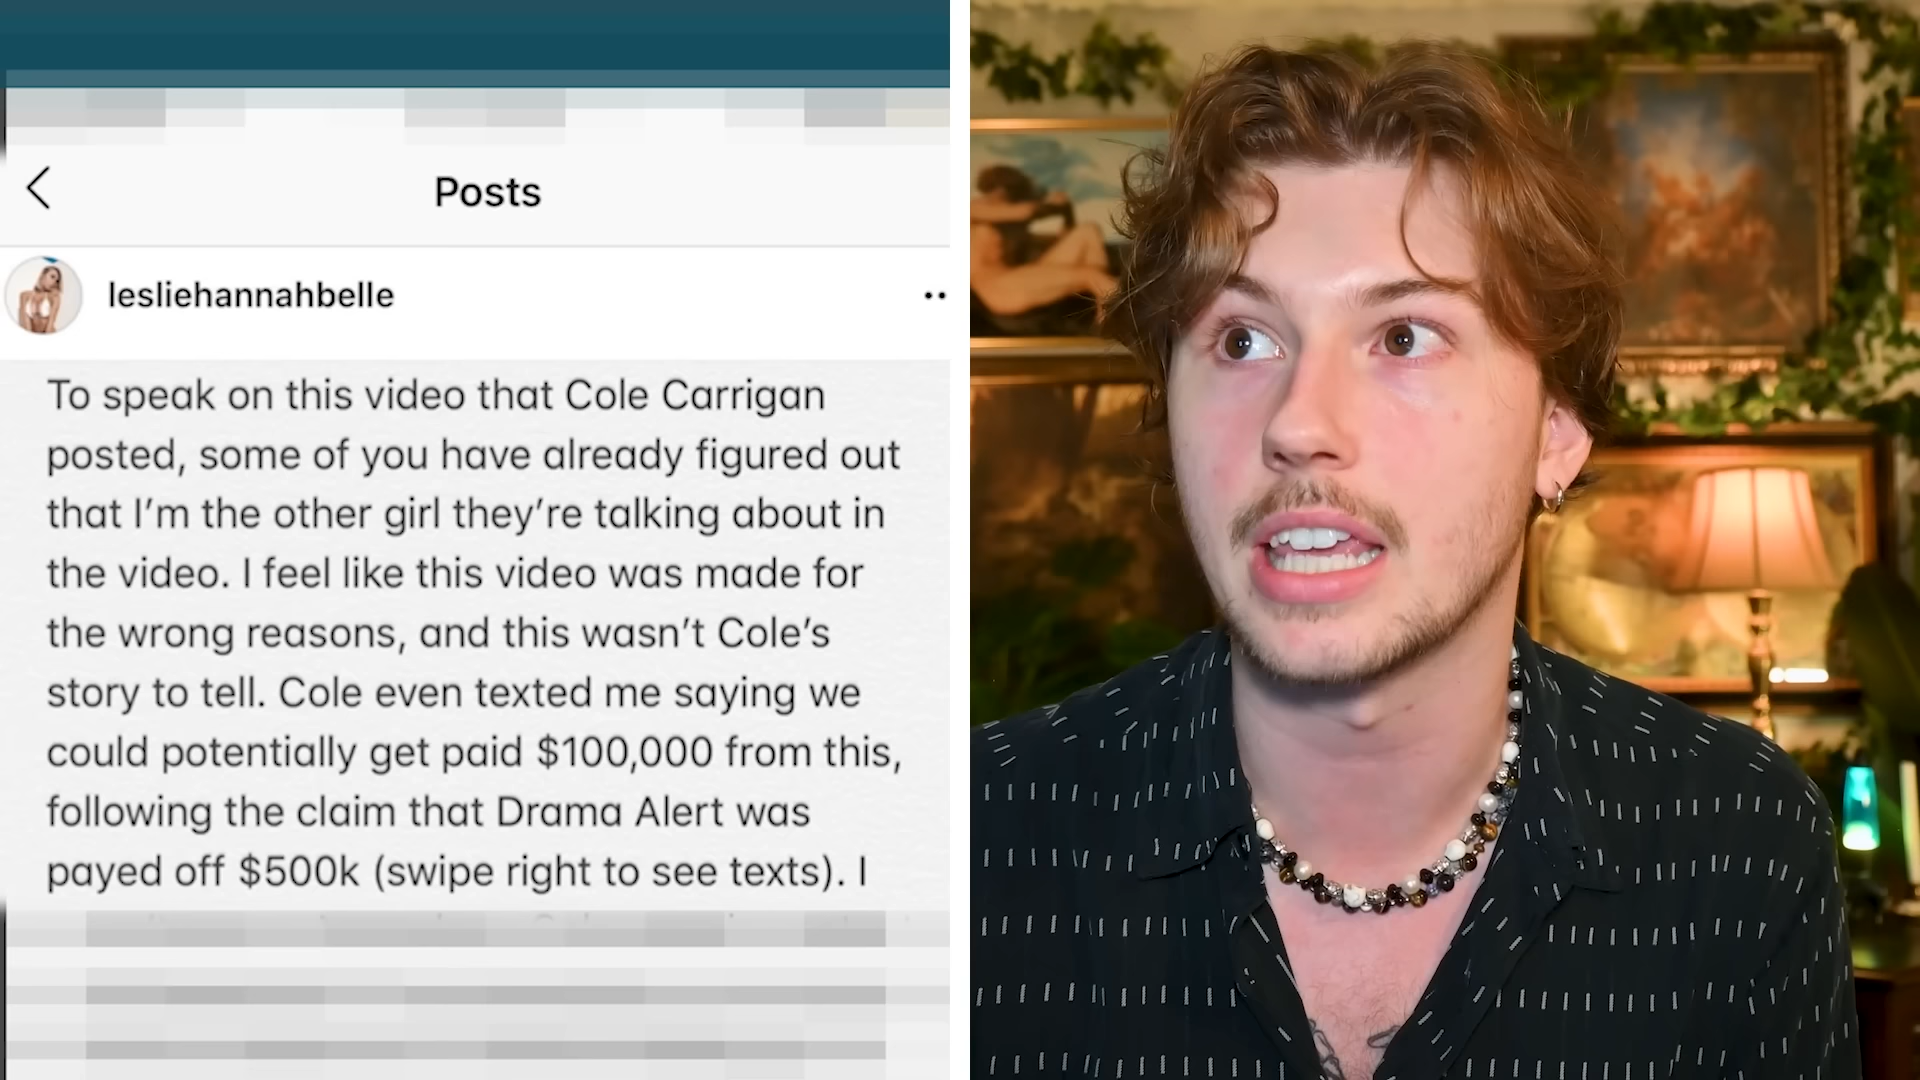 Posts
lesliehannahbelle
To speak on this video that Cole Carrigan
posted, some of you have already figured out
that I'm the other girl they're talking about in
the video. I feel like this video was made for
the wrong reasons, and this wasn't Cole's
story to tell. Cole even texted me saying we
could potentially get paid $100,000 from this,
following the claim that Drama Alert was
payed off $500k (swipe right to see texts). I